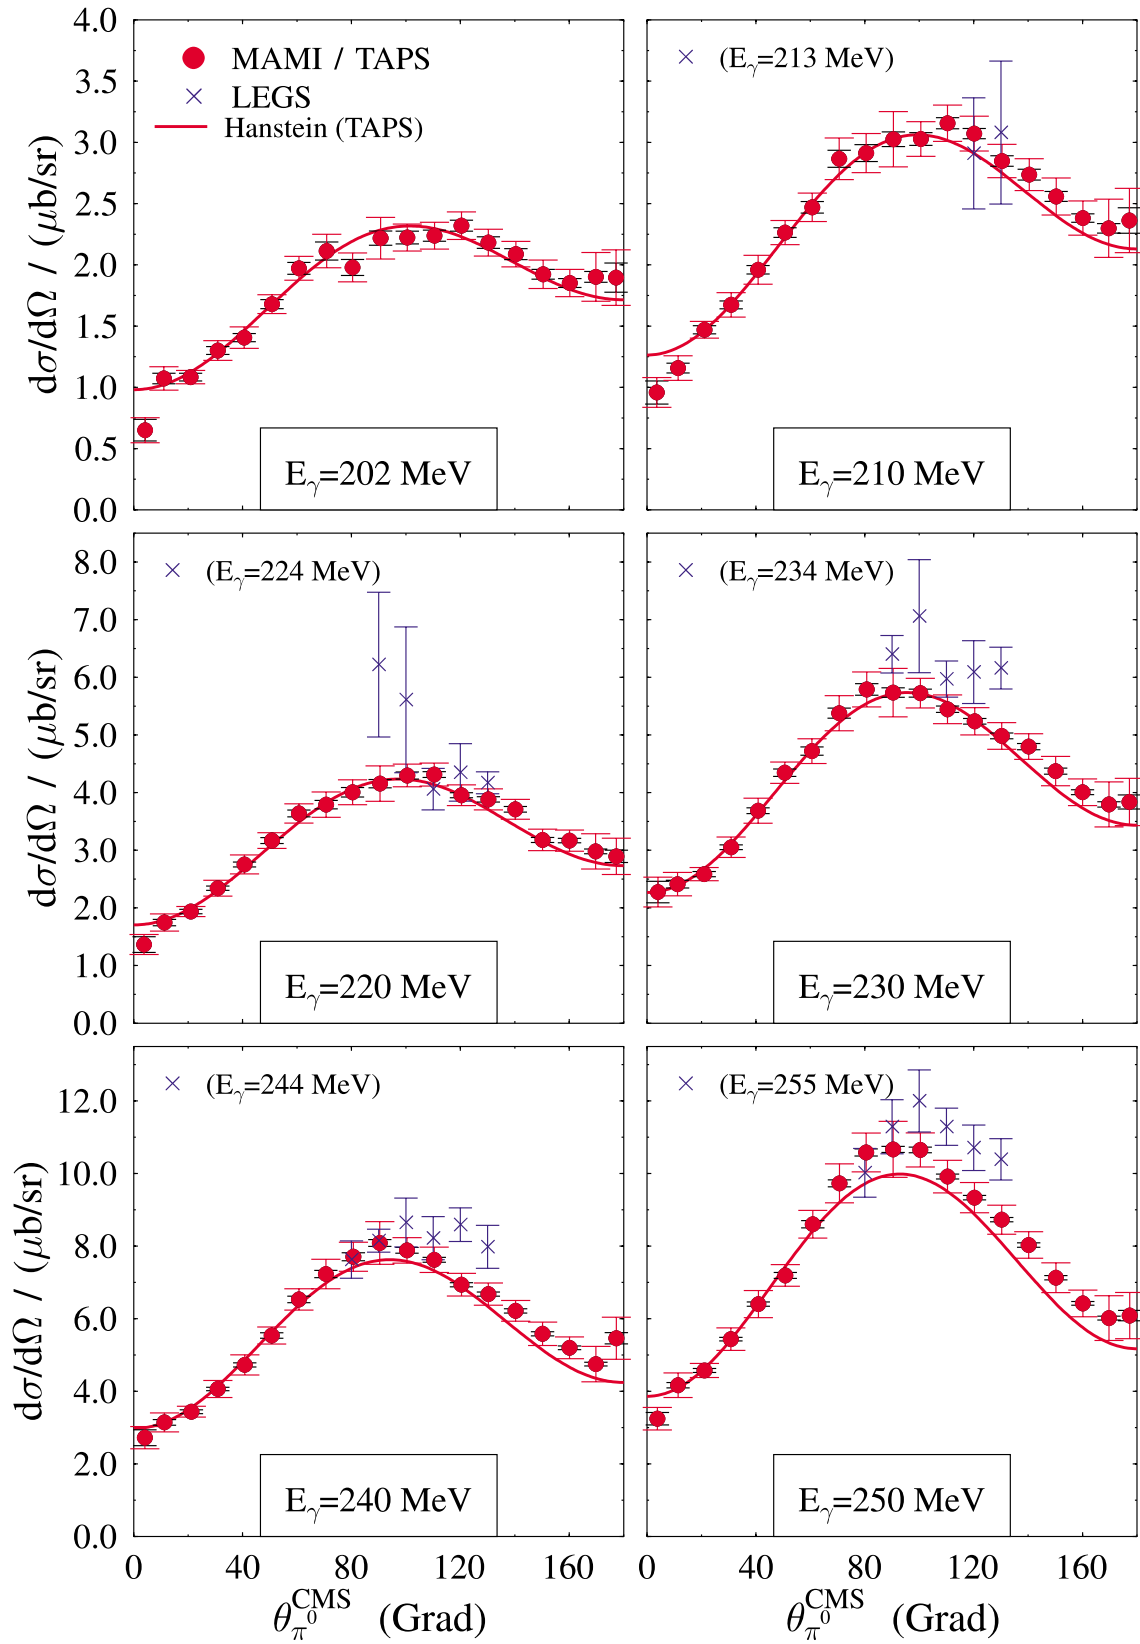 4.0
3.5
3.0
2.5
2.0
1.5
1.0
0.5
0.0
dσ/dΩ / (μb/sr)
MAMI / TAPS
LEGS
Hanstein (TAPS)
E_γ=202 MeV
(E_γ=213 MeV)
E_γ=210 MeV
8.0
7.0
6.0
5.0
4.0
3.0
2.0
1.0
0.0
dσ/dΩ / (μb/sr)
(E_γ=224 MeV)
E_γ=220 MeV
(E_γ=234 MeV)
E_γ=230 MeV
12.0
10.0
8.0
6.0
4.0
2.0
0.0
dσ/dΩ / (μb/sr)
(E_γ=244 MeV)
E_γ=240 MeV
(E_γ=255 MeV)
E_γ=250 MeV
0 40 80 120 160
0 40 80 120 160
θ_π⁰^CMS (Grad)
θ_π⁰^CMS (Grad)